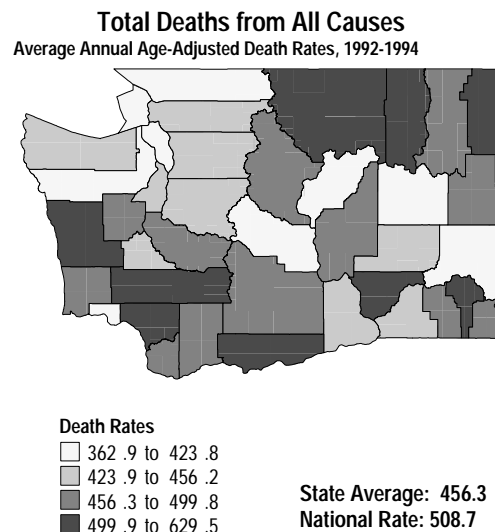 Total Deaths from All Causes
Average Annual Age-Adjusted Death Rates, 1992-1994
Death Rates
362 .9 to 423 .8
423 .9 to 456 .2
456 .3 to 499 .8
499 .9 to 629 .5
State Average: 456.3
National Rate: 508.7